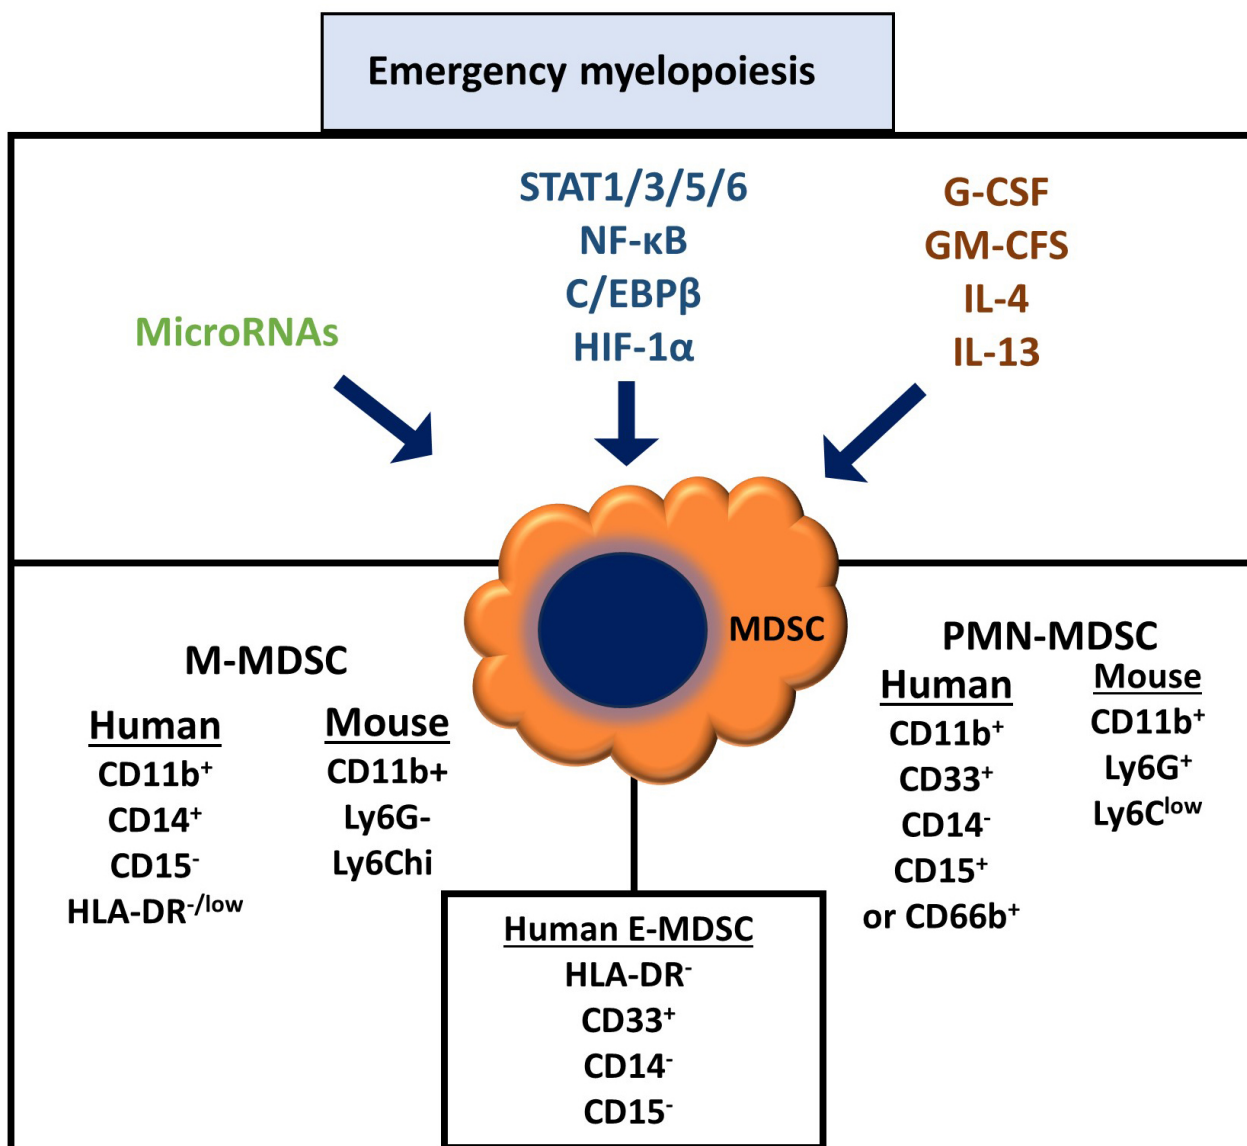 Emergency myelopoiesis
MicroRNAs
STAT1/3/5/6
NF-κB
C/EBPβ
HIF-1α
G-CSF
GM-CFS
IL-4
IL-13
MDSC
M-MDSC
Human
CD11b⁺
CD14⁺
CD15⁻
HLA-DR⁻/ˡᵒʷ
Mouse
CD11b+
Ly6G-
Ly6Chi
Human E-MDSC
HLA-DR⁻
CD33⁺
CD14⁻
CD15⁻
PMN-MDSC
Human
CD11b⁺
CD33⁺
CD14⁻
CD15⁺
or CD66b⁺
Mouse
CD11b⁺
Ly6G⁺
Ly6Cˡᵒʷ